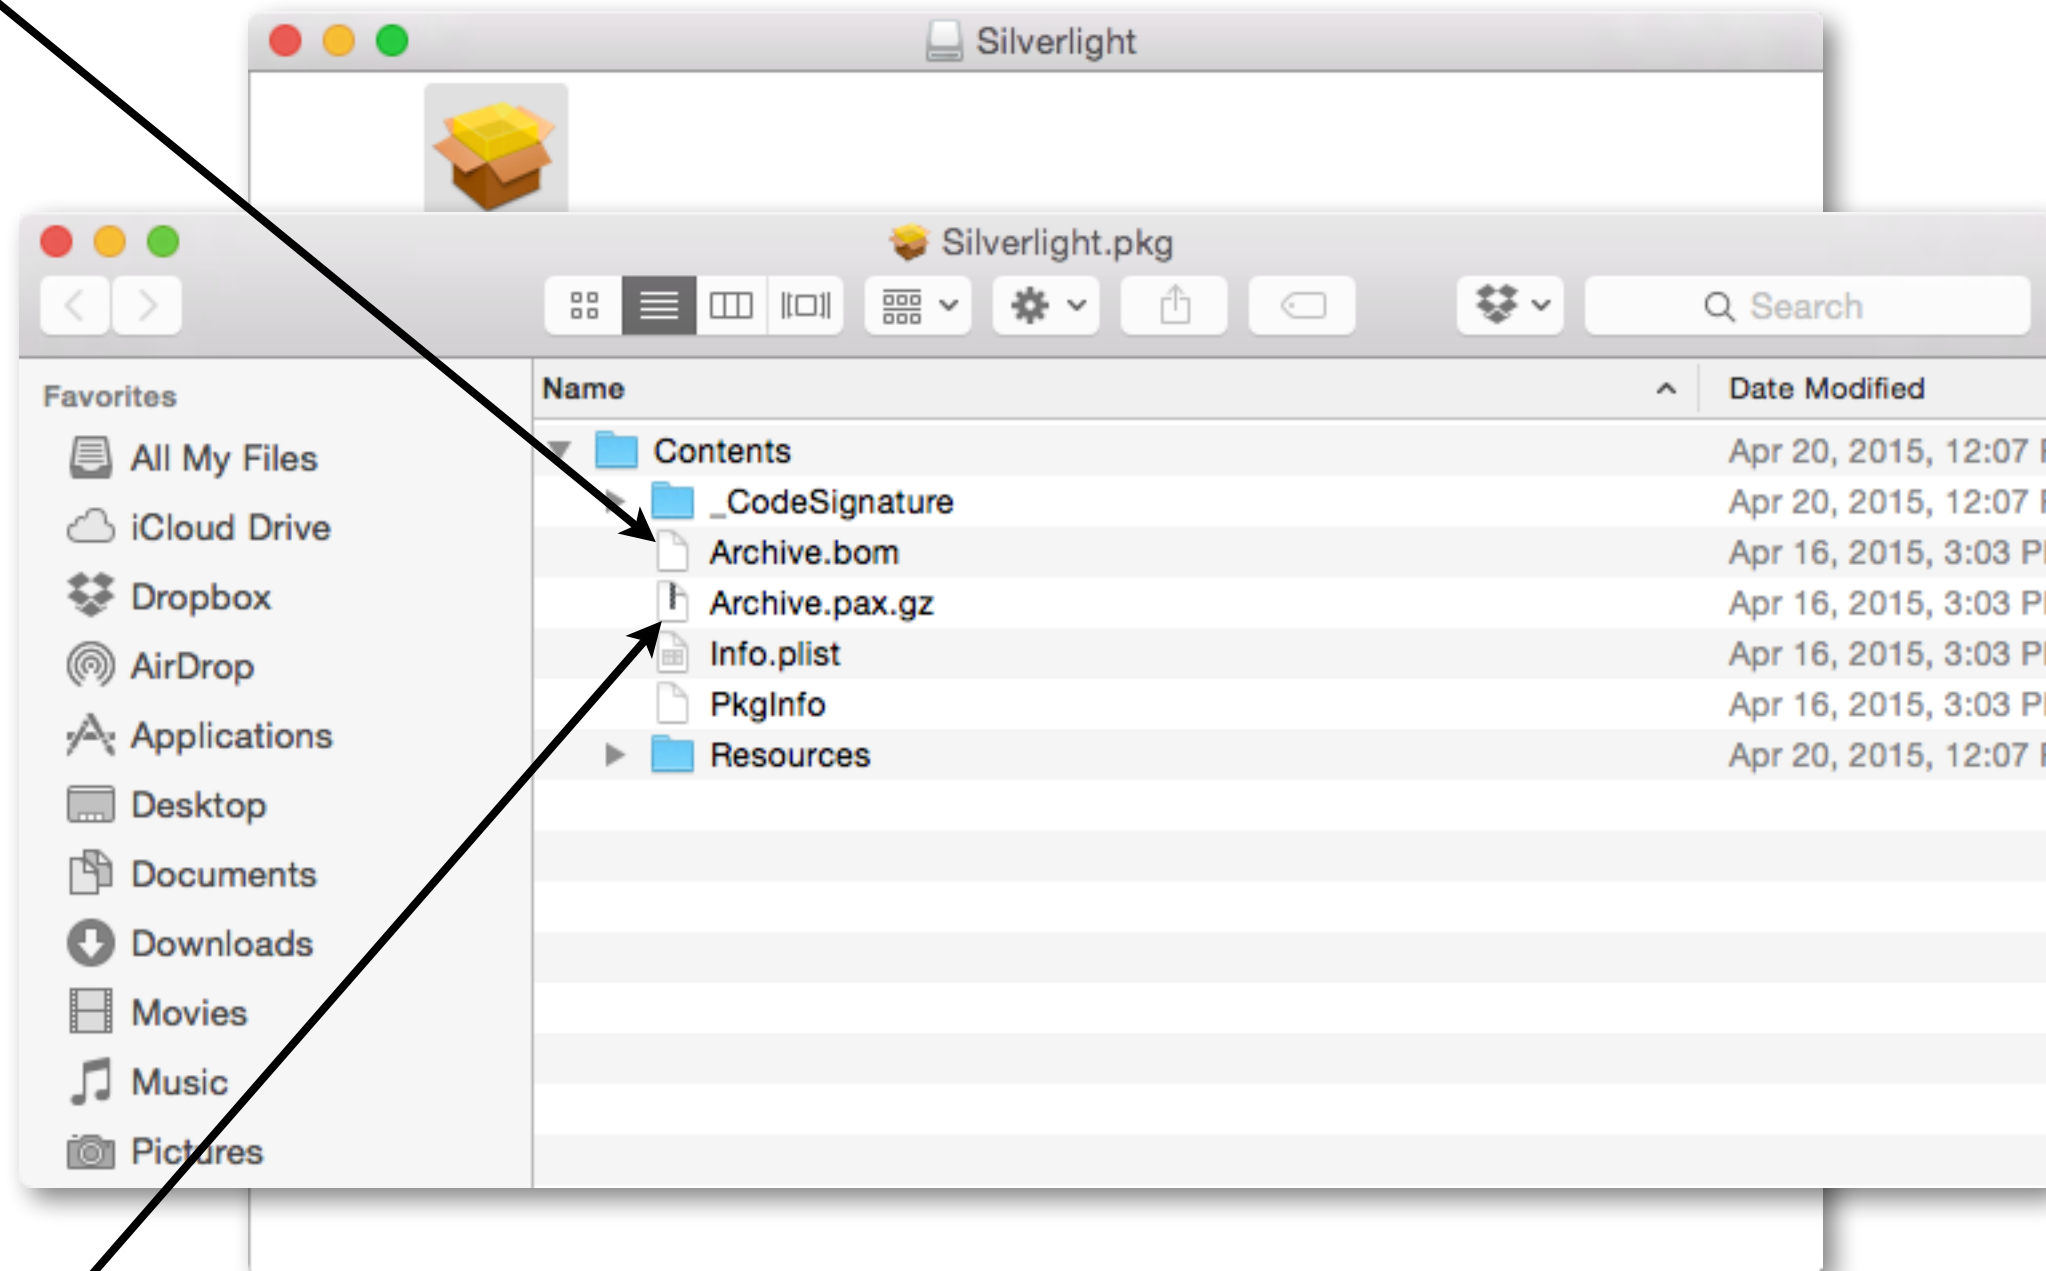 Silverlight
Silverlight.pkg
Search
Favorites
All My Files
iCloud Drive
Dropbox
AirDrop
Applications
Desktop
Documents
Downloads
Movies
Music
Pictures
Name Date Modified
Contents Apr 20, 2015, 12:07
_CodeSignature Apr 20, 2015, 12:07
Archive.bom Apr 16, 2015, 3:03
Archive.pax.gz Apr 16, 2015, 3:03
Info.plist Apr 16, 2015, 3:03
PkgInfo Apr 16, 2015, 3:03
Resources Apr 20, 2015, 12:07